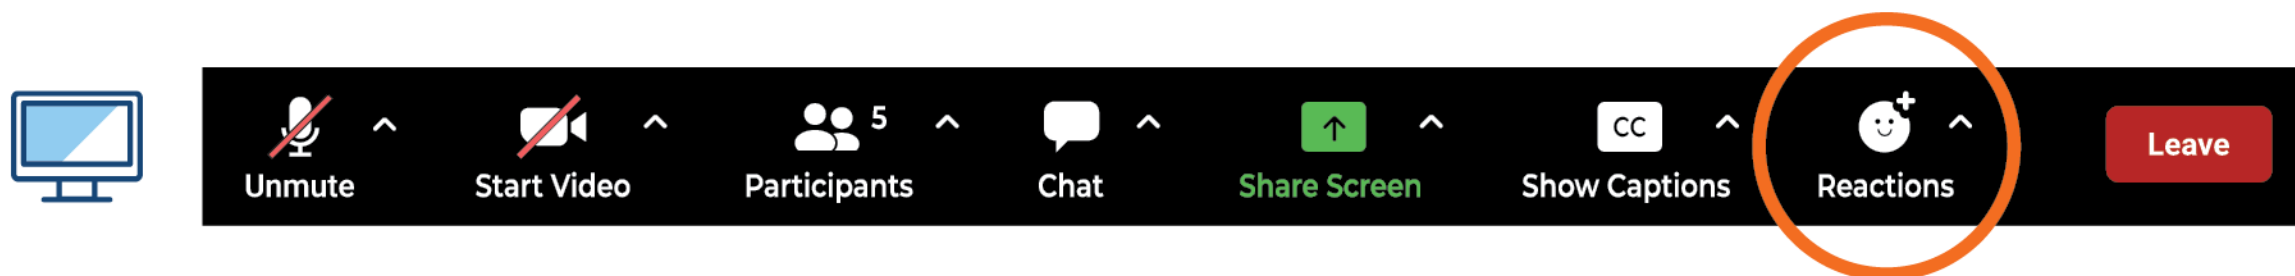 5
CC
Unmute
Start Video
Participants
Chat
Share Screen
Show Captions
Reactions
Leave